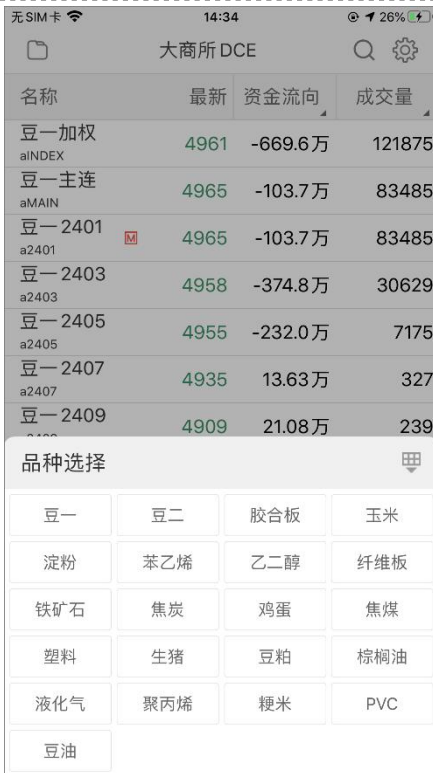 无SIM卡 14:34 26%
大商所DCE
名称 最新 资金流向 成交量
豆一加权 4961 -669.6万 121875
aINDEX
豆一主连 4965 -103.7万 83485
aMAIN
豆一2401 M 4965 -103.7万 83485
a2401
豆一2403 4958 -374.8万 30629
a2403
豆一2405 4955 -232.0万 7175
a2405
豆一2407 4935 13.63万 327
a2407
豆一2409 4909 21.08万 239
品种选择
豆一 豆二 胶合板 玉米
淀粉 苯乙烯 乙二醇 纤维板
铁矿石 焦炭 鸡蛋 焦煤
塑料 生猪 豆粕 棕榈油
液化气 聚丙烯 粳米 PVC
豆油